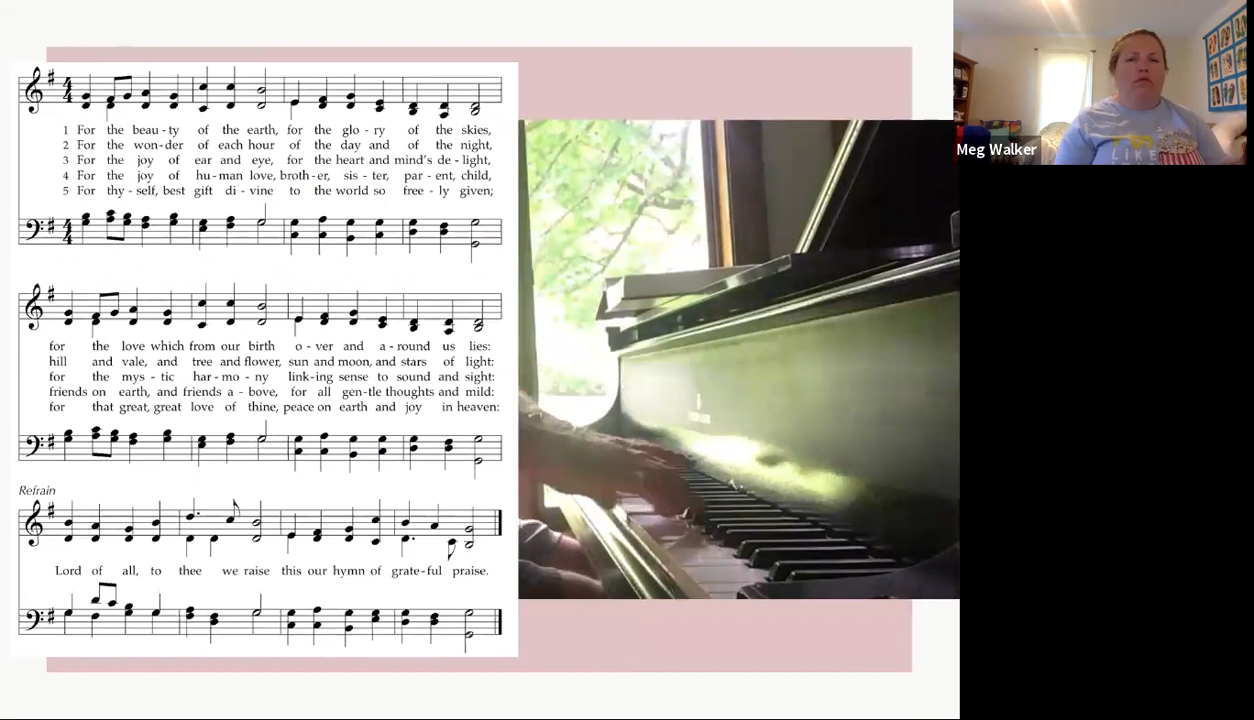 1 For the beau - ty of the earth, for the glo - ry of the skies,
2 For the won - der of each hour of the day and of the night,
3 For the joy of ear and eye, for the heart and mind's de - light,
4 For the joy of hu - man love, broth - er, sis - ter, par - ent, child,
5 For thy - self, best gift di - vine to the world so free - ly given;
for the love which from our birth o - ver and a - round us lies:
hill and vale, and tree and flower, sun and moon, and stars of light:
for the mys - tic har - mo - ny link - ing sense to sound and sight:
friends on earth, and friends a - bove, for all gen - tle thoughts and mild:
for that great, great love of thine, peace on earth and joy in heaven:
Refrain
Lord of all, to thee we raise this our hymn of grate - ful praise.
Meg Walker
LIKE